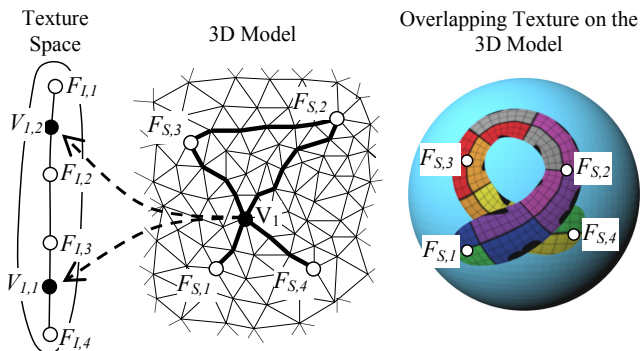 Texture
Space
F_{I,1}
V_{1,2}
F_{I,2}
F_{I,3}
V_{1,1}
F_{I,4}
3D Model
F_{S,2}
F_{S,3}
V_1
F_{S,1}
F_{S,4}
Overlapping Texture on the
3D Model
F_{S,3}
F_{S,2}
F_{S,4}
F_{S,1}